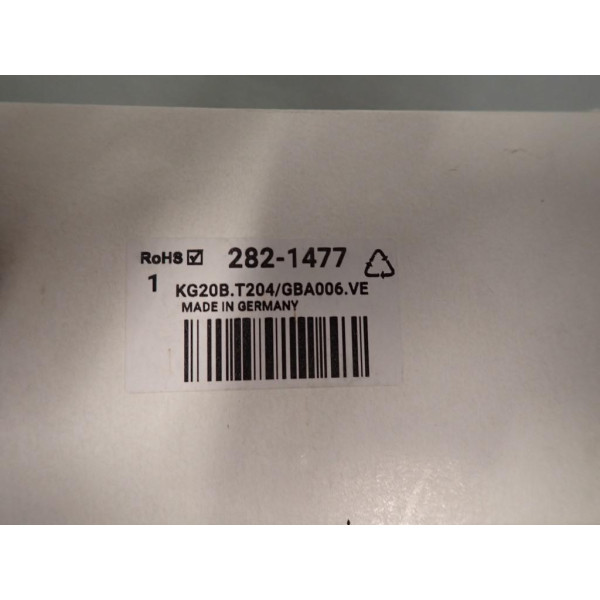 RoHS 282-1477
1 KG20B.T204/GBA006.VE
MADE IN GERMANY